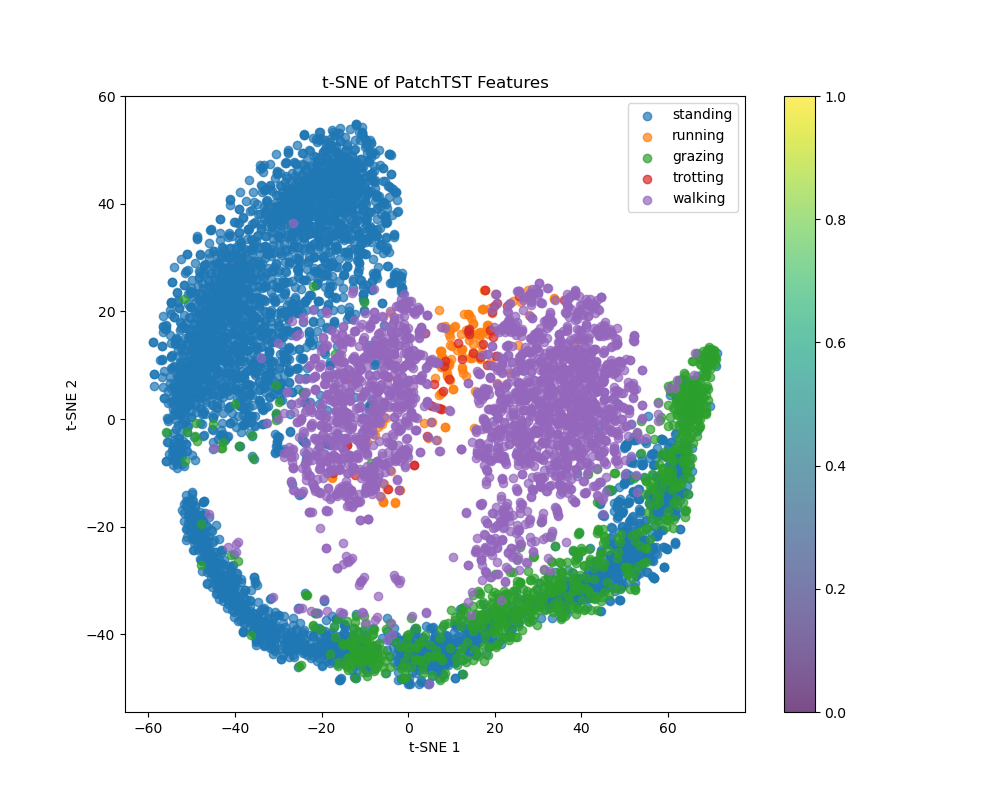 t-SNE of PatchTST Features
60
40
20
0
−20
−40
t-SNE 2
−60
−40
−20
0
20
40
60
t-SNE 1
standing
running
grazing
trotting
walking
1.0
0.8
0.6
0.4
0.2
0.0